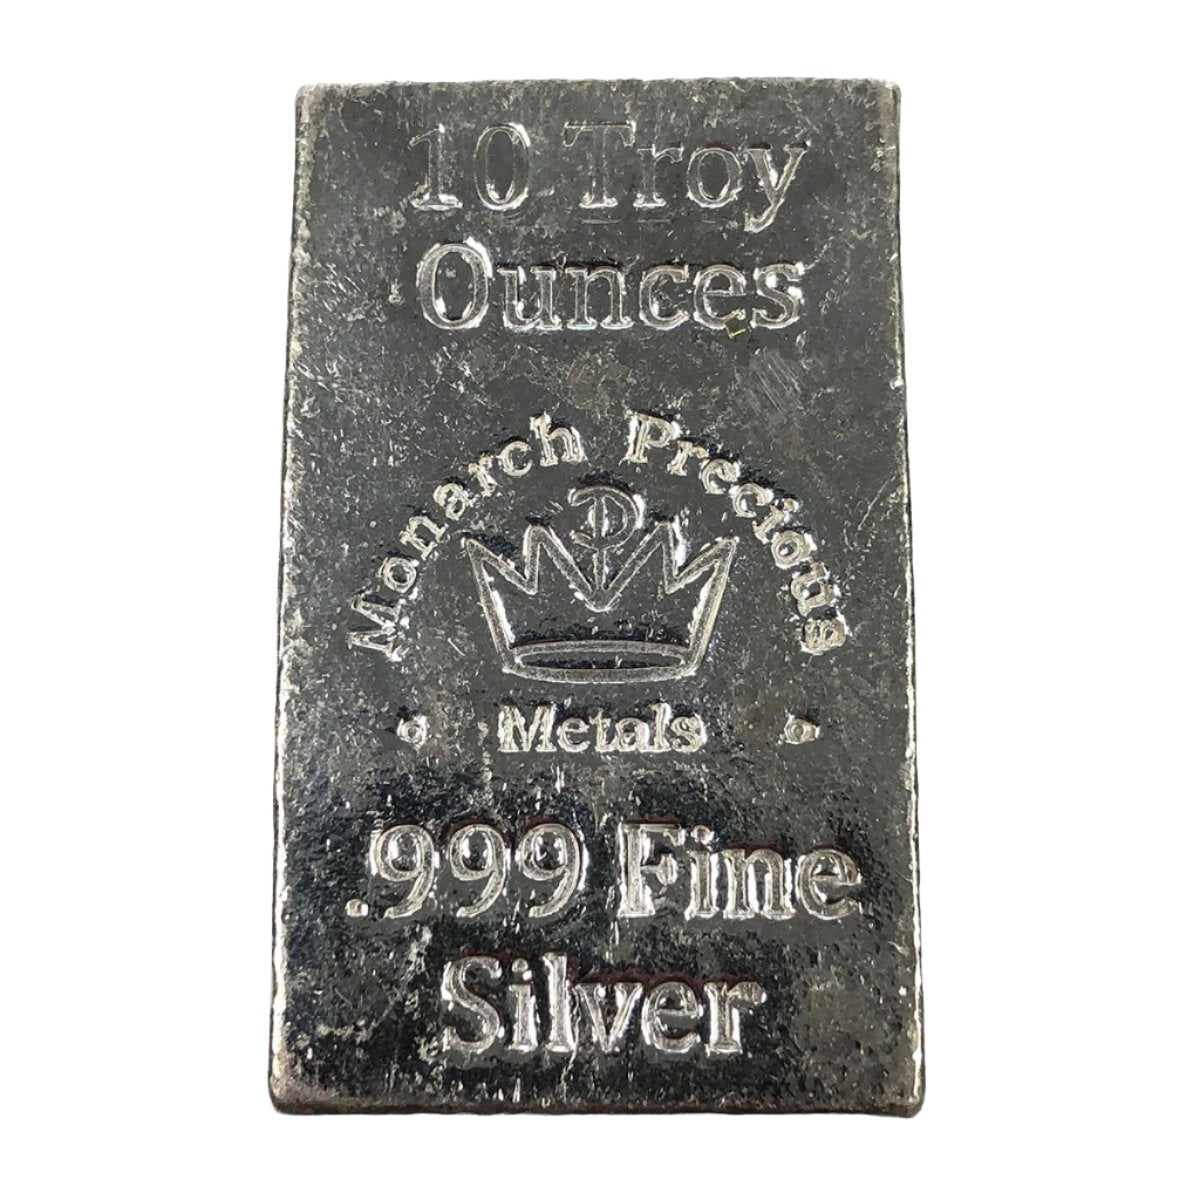 10 Troy
Ounces
Monarch Precious
Metals
.999 Fine
Silver